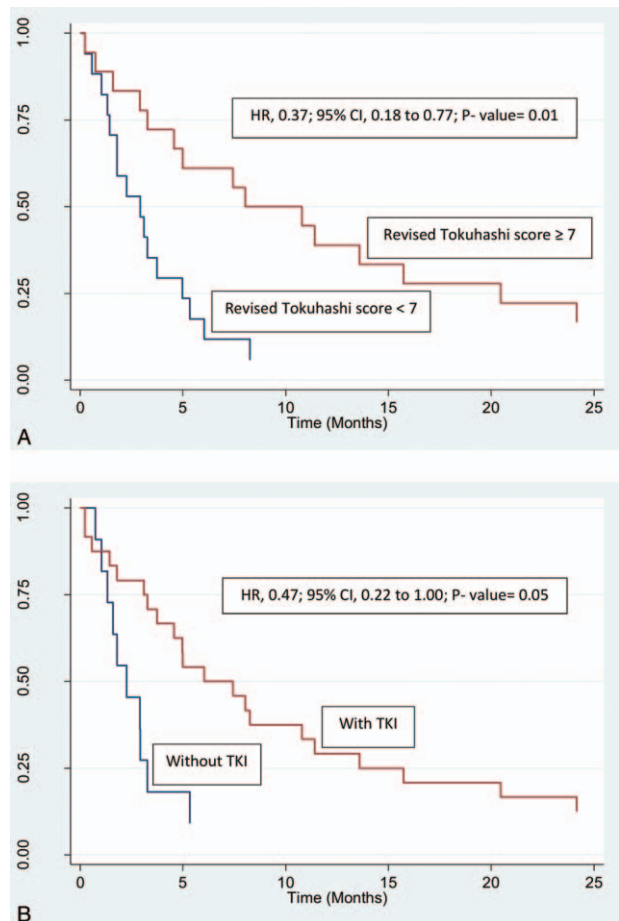 1.00
HR, 0.37; 95% CI, 0.18 to 0.77; P- value= 0.01
0.75
0.50
Revised Tokuhashi score ≥ 7
0.25
Revised Tokuhashi score < 7
0.00
0 5 10 15 20 25
Time (Months)
A
1.00
HR, 0.47; 95% CI, 0.22 to 1.00; P- value= 0.05
0.75
0.50
With TKI
Without TKI
0.25
0.00
0 5 10 15 20 25
Time (Months)
B